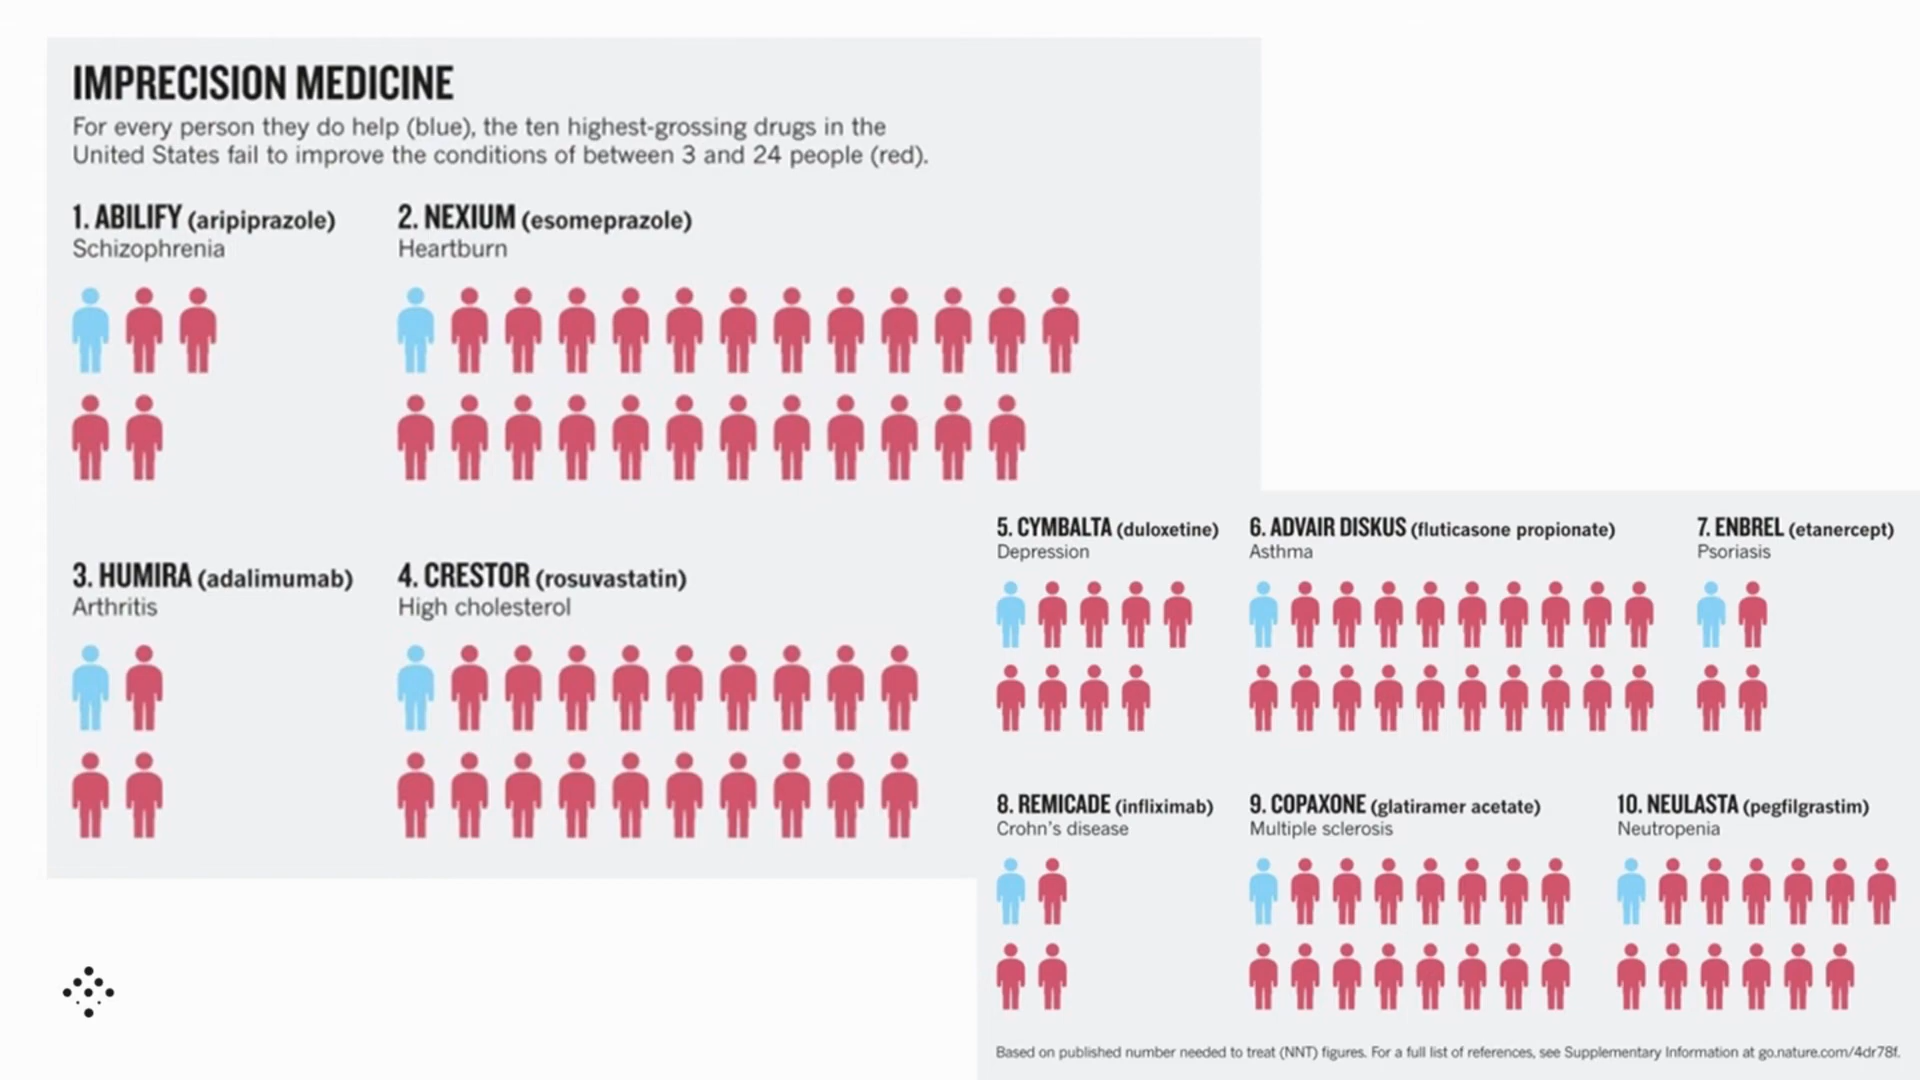 IMPRECISION MEDICINE
For every person they do help (blue), the ten highest-grossing drugs in the
United States fail to improve the conditions of between 3 and 24 people (red).
1. ABILIFY (aripiprazole)
Schizophrenia
2. NEXIUM (esomeprazole)
Heartburn
3. HUMIRA (adalimumab)
Arthritis
4. CRESTOR (rosuvastatin)
High cholesterol
5. CYMBALTA (duloxetine)
Depression
6. ADVAIR DISKUS (fluticasone propionate)
Asthma
7. ENBREL (etanercept)
Psoriasis
8. REMICADE (infliximab)
Crohn's disease
9. COPAXONE (glatiramer acetate)
Multiple sclerosis
10. NEULASTA (pegfilgrastim)
Neutropenia
Based on published number needed to treat (NNT) figures. For a full list of references, see Supplementary Information at go.nature.com/4dr78f.